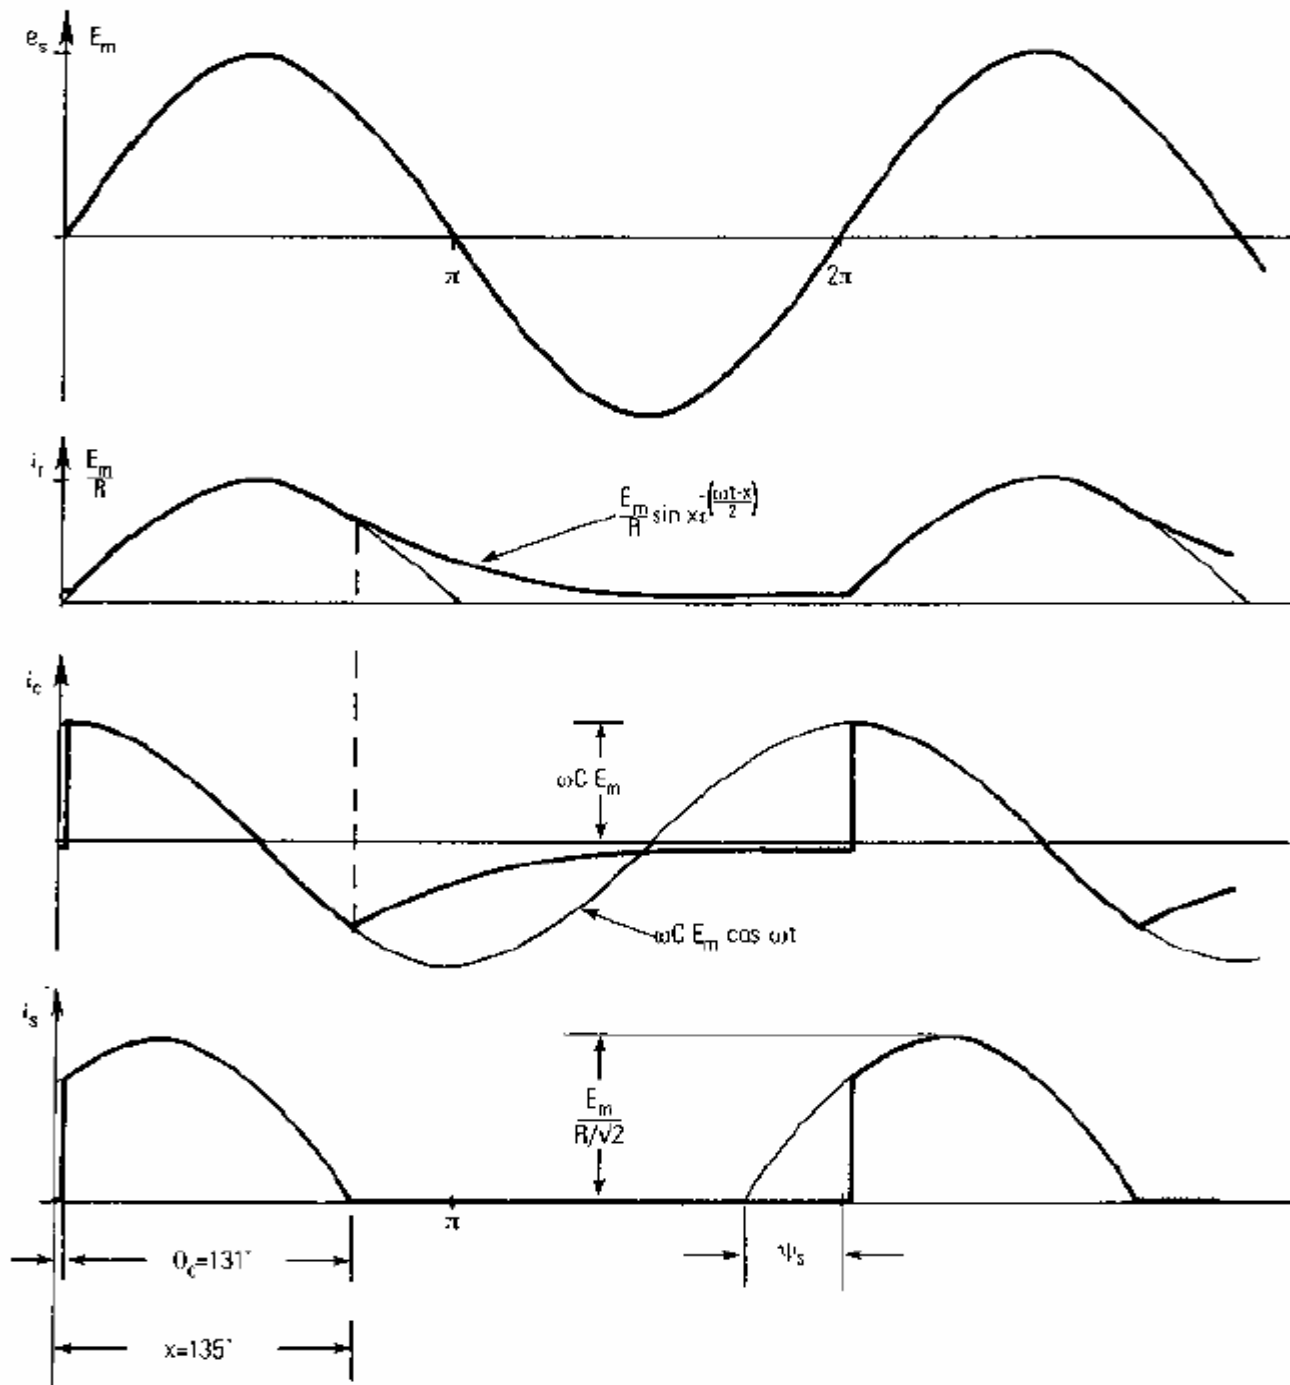 e_s E_m
π 2π
i_r E_m/R
E_m/R sin xε^-(ωt-x/2)
i_c
ωC E_m
ωC E_m cos ωt
i_s
E_m
R/√2
π
θ_c=131° ψ_s
x=135°